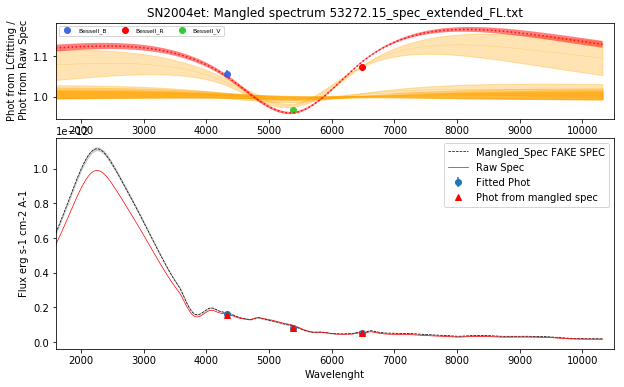 SN2004et: Mangled spectrum 53272.15_spec_extended_FL.txt
Phot from LCfitting /
Phot from Raw Spec
Bessell_B Bessell_R Bessell_V
1.1
1.0
2000 3000 4000 5000 6000 7000 8000 9000 10000
1e−12
Mangled_Spec FAKE SPEC
Raw Spec
Fitted Phot
Phot from mangled spec
Flux erg s-1 cm-2 A-1
1.0
0.8
0.6
0.4
0.2
0.0
2000 3000 4000 5000 6000 7000 8000 9000 10000
Wavelenght